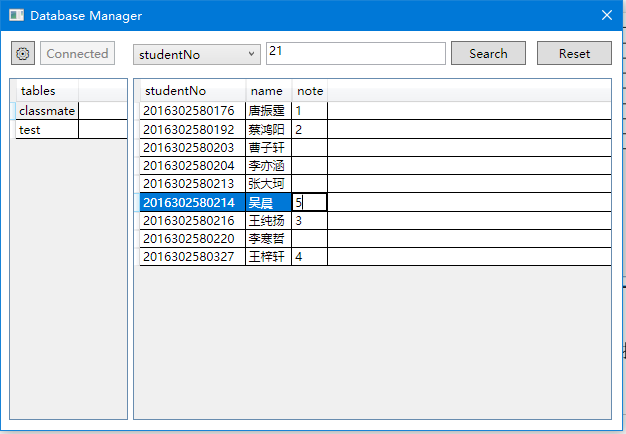 Database Manager
Connected
studentNo
21
Search
Reset
tables
classmate
test
studentNo name note
2016302580176 唐振霆 1
2016302580192 蔡鸿阳 2
2016302580203 曹子轩
2016302580204 李亦涵
2016302580213 张大珂
2016302580214 吴晨 5
2016302580216 王纯扬 3
2016302580220 李寒哲
2016302580327 王梓轩 4